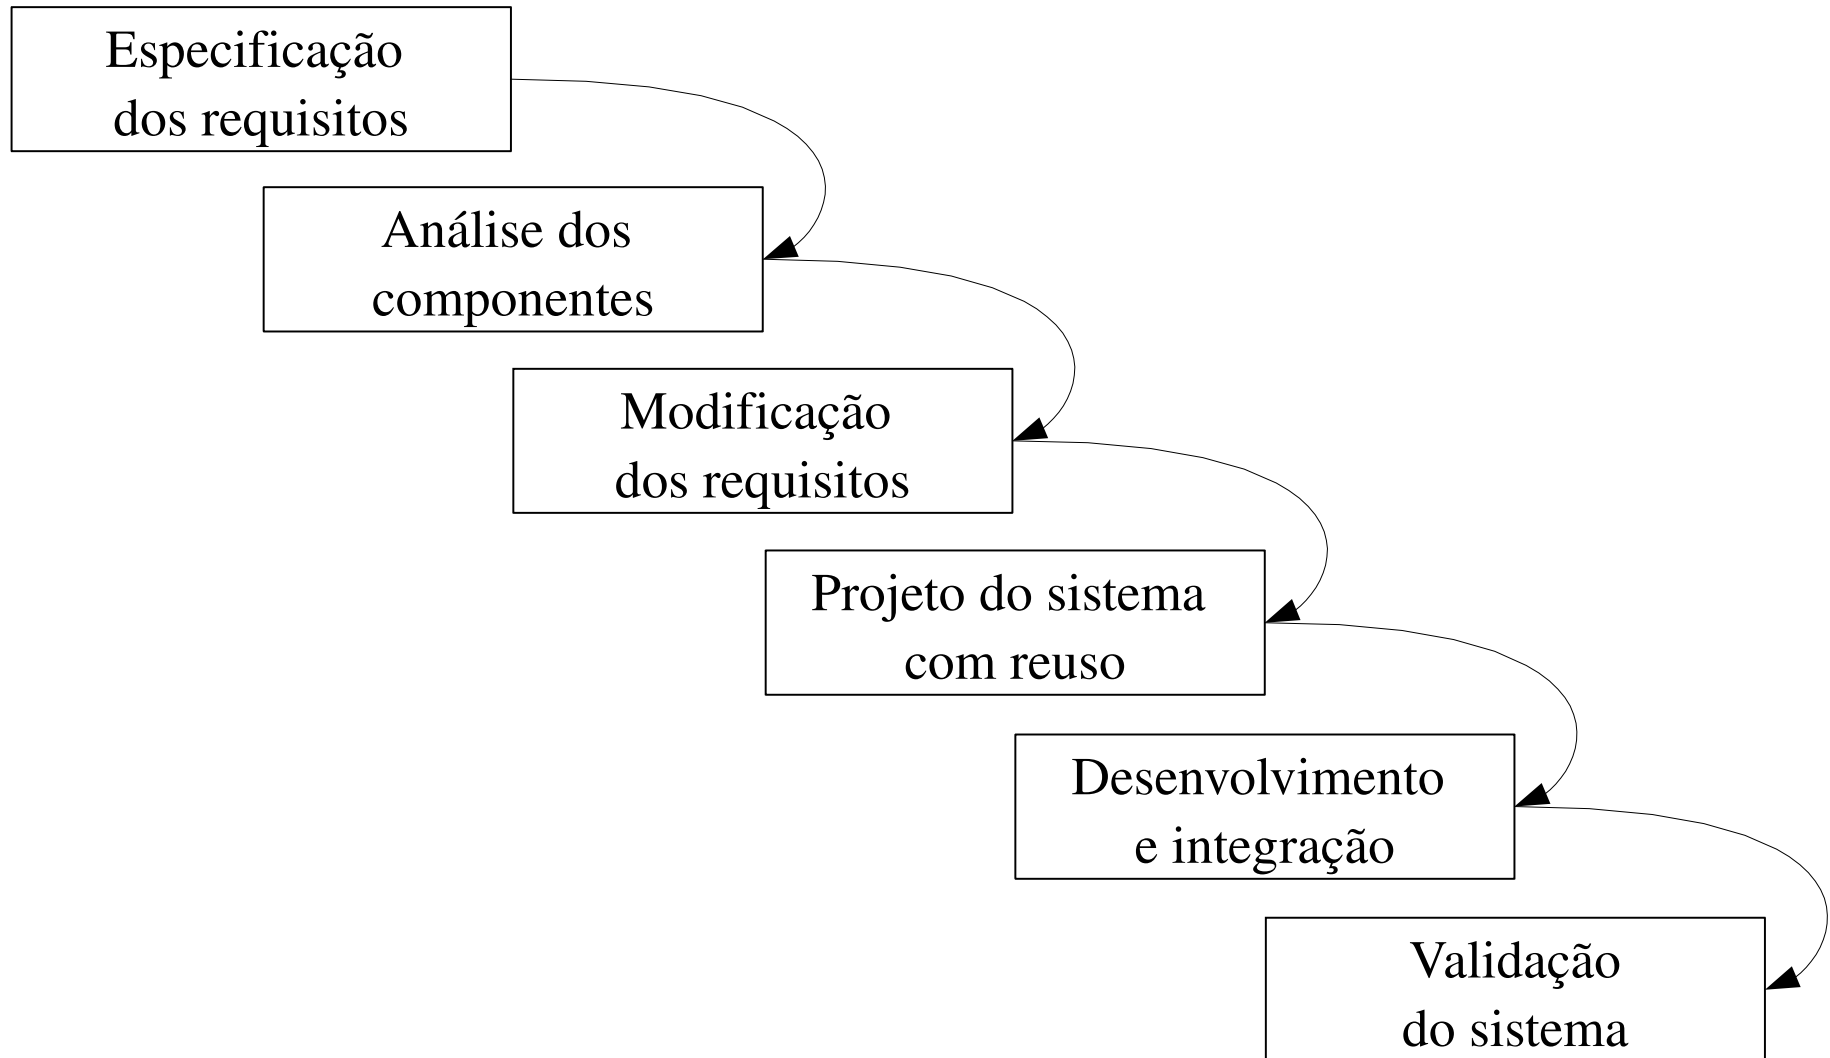 Especificação
dos requisitos
Análise dos
componentes
Modificação
dos requisitos
Projeto do sistema
com reuso
Desenvolvimento
e integração
Validação
do sistema